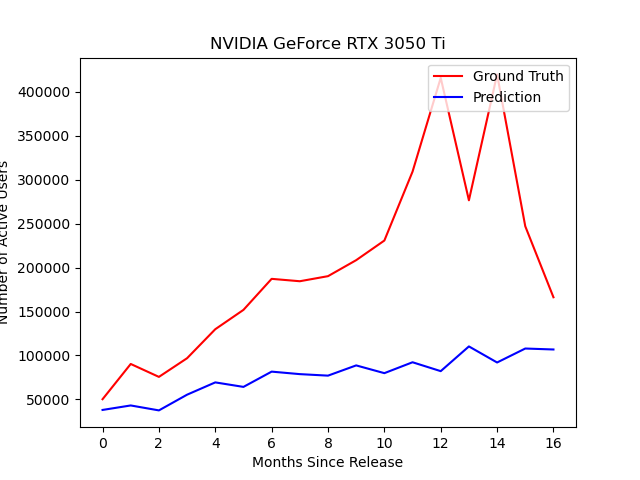 NVIDIA GeForce RTX 3050 Ti
Ground Truth
Prediction
400000
350000
300000
250000
200000
150000
100000
50000
Number of Active Users
0 2 4 6 8 10 12 14 16
Months Since Release